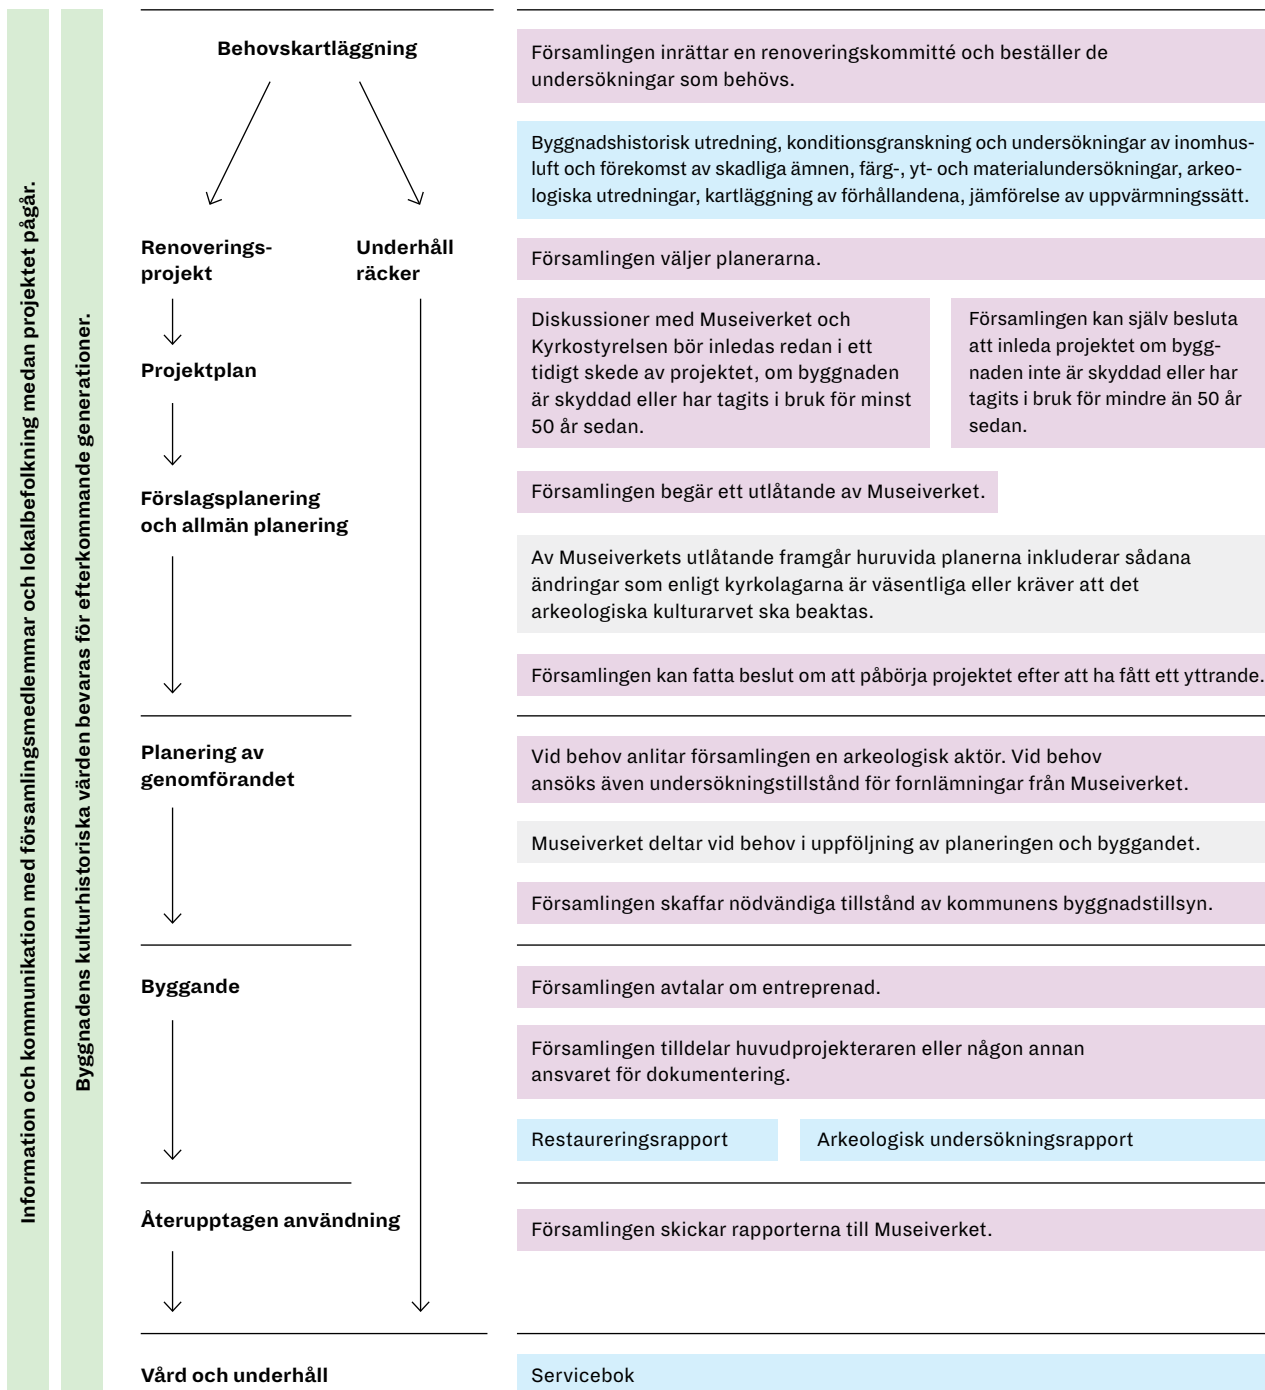 Information och kommunikation med församlingsmedlemmar och lokalbefolkning medan projektet pågår.
Byggnadens kulturhistoriska värden bevaras för efterkommande generationer.
Behovskartläggning
Församlingen inrättar en renoveringskommitté och beställer de
undersökningar som behövs.
Byggnadshistorisk utredning, konditionsgranskning och undersökningar av inomhus-
luft och förekomst av skadliga ämnen, färg-, yt- och materialundersökningar, arkeo-
logiska utredningar, kartläggning av förhållandena, jämförelse av uppvärmningssätt.
Renoverings-
projekt
Underhåll
räcker
Församlingen väljer planerarna.
Projektplan
Diskussioner med Museiverket och
Kyrkostyrelsen bör inledas redan i ett
tidigt skede av projektet, om byggnaden
är skyddad eller har tagits i bruk för minst
50 år sedan.
Församlingen kan själv besluta
att inleda projektet om bygg-
naden inte är skyddad eller har
tagits i bruk för mindre än 50 år
sedan.
Förslagsplanering
och allmän planering
Församlingen begär ett utlåtande av Museiverket.
Av Museiverkets utlåtande framgår huruvida planerna inkluderar sådana
ändringar som enligt kyrkolagarna är väsentliga eller kräver att det
arkeologiska kulturarvet ska beaktas.
Församlingen kan fatta beslut om att påbörja projektet efter att ha fått ett yttrande.
Planering av
genomförandet
Vid behov anlitar församlingen en arkeologisk aktör. Vid behov
ansöks även undersökningstillstånd för fornlämningar från Museiverket.
Museiverket deltar vid behov i uppföljning av planeringen och byggandet.
Församlingen skaffar nödvändiga tillstånd av kommunens byggnadstillsyn.
Byggande
Församlingen avtalar om entreprenad.
Församlingen tilldelar huvudprojekteraren eller någon annan
ansvaret för dokumentering.
Restaureringsrapport
Arkeologisk undersökningsrapport
Återupptagen användning
Församlingen skickar rapporterna till Museiverket.
Vård och underhåll
Servicebok